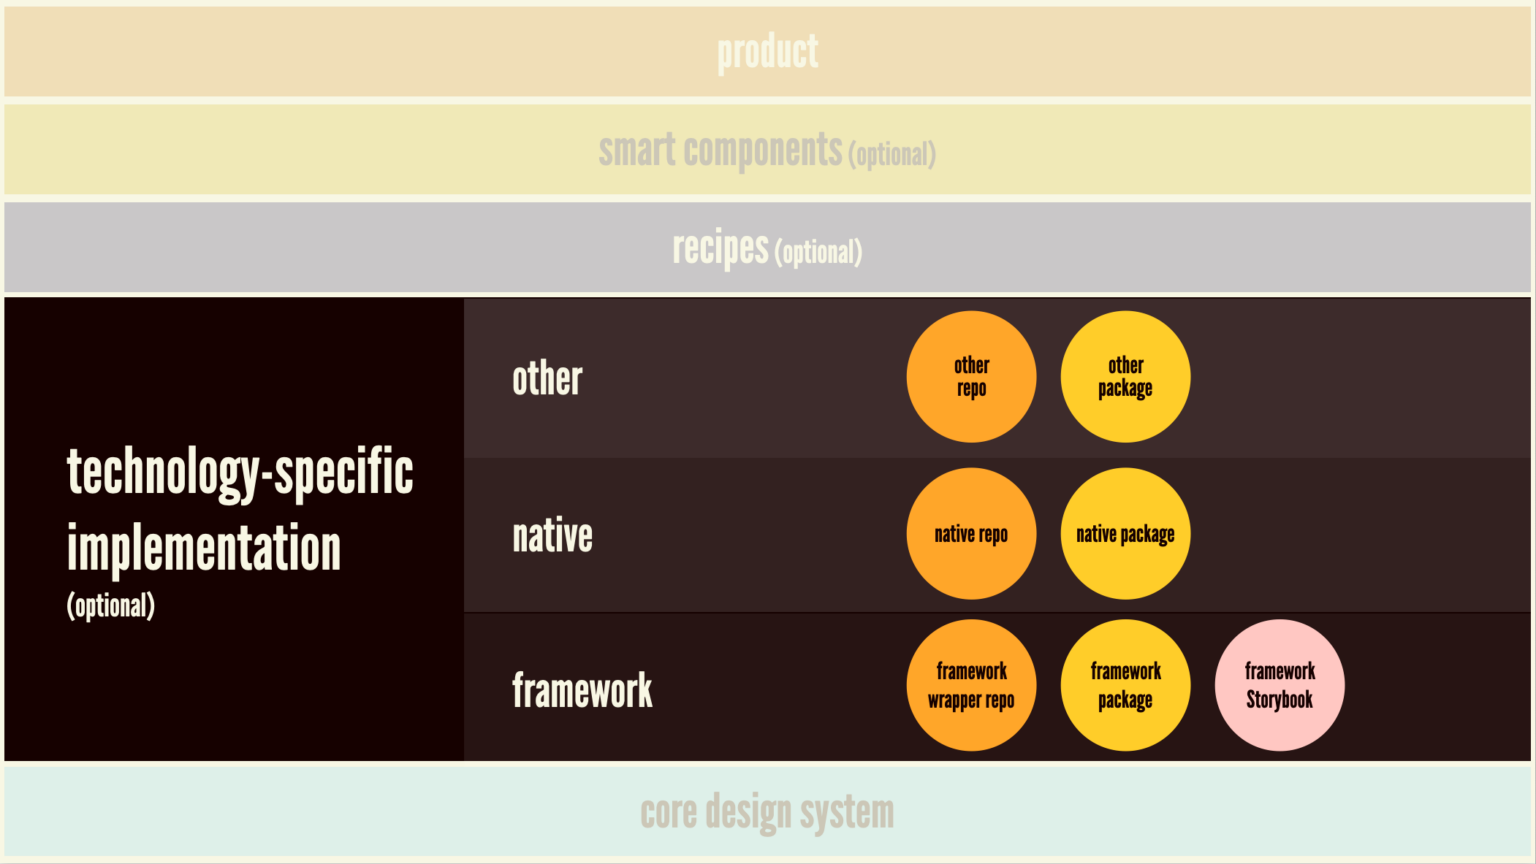 product
smart components (optional)
recipes (optional)
technology-specific
implementation
(optional)
other
other
repo
other
package
native
native repo
native package
framework
framework
wrapper repo
framework
package
framework
Storybook
core design system